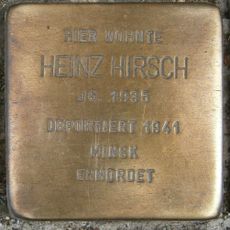 HIER WOHNTE
HEINZ HIRSCH
JG. 1935
DEPORTIERT 1941
MINSK
ERMORDET